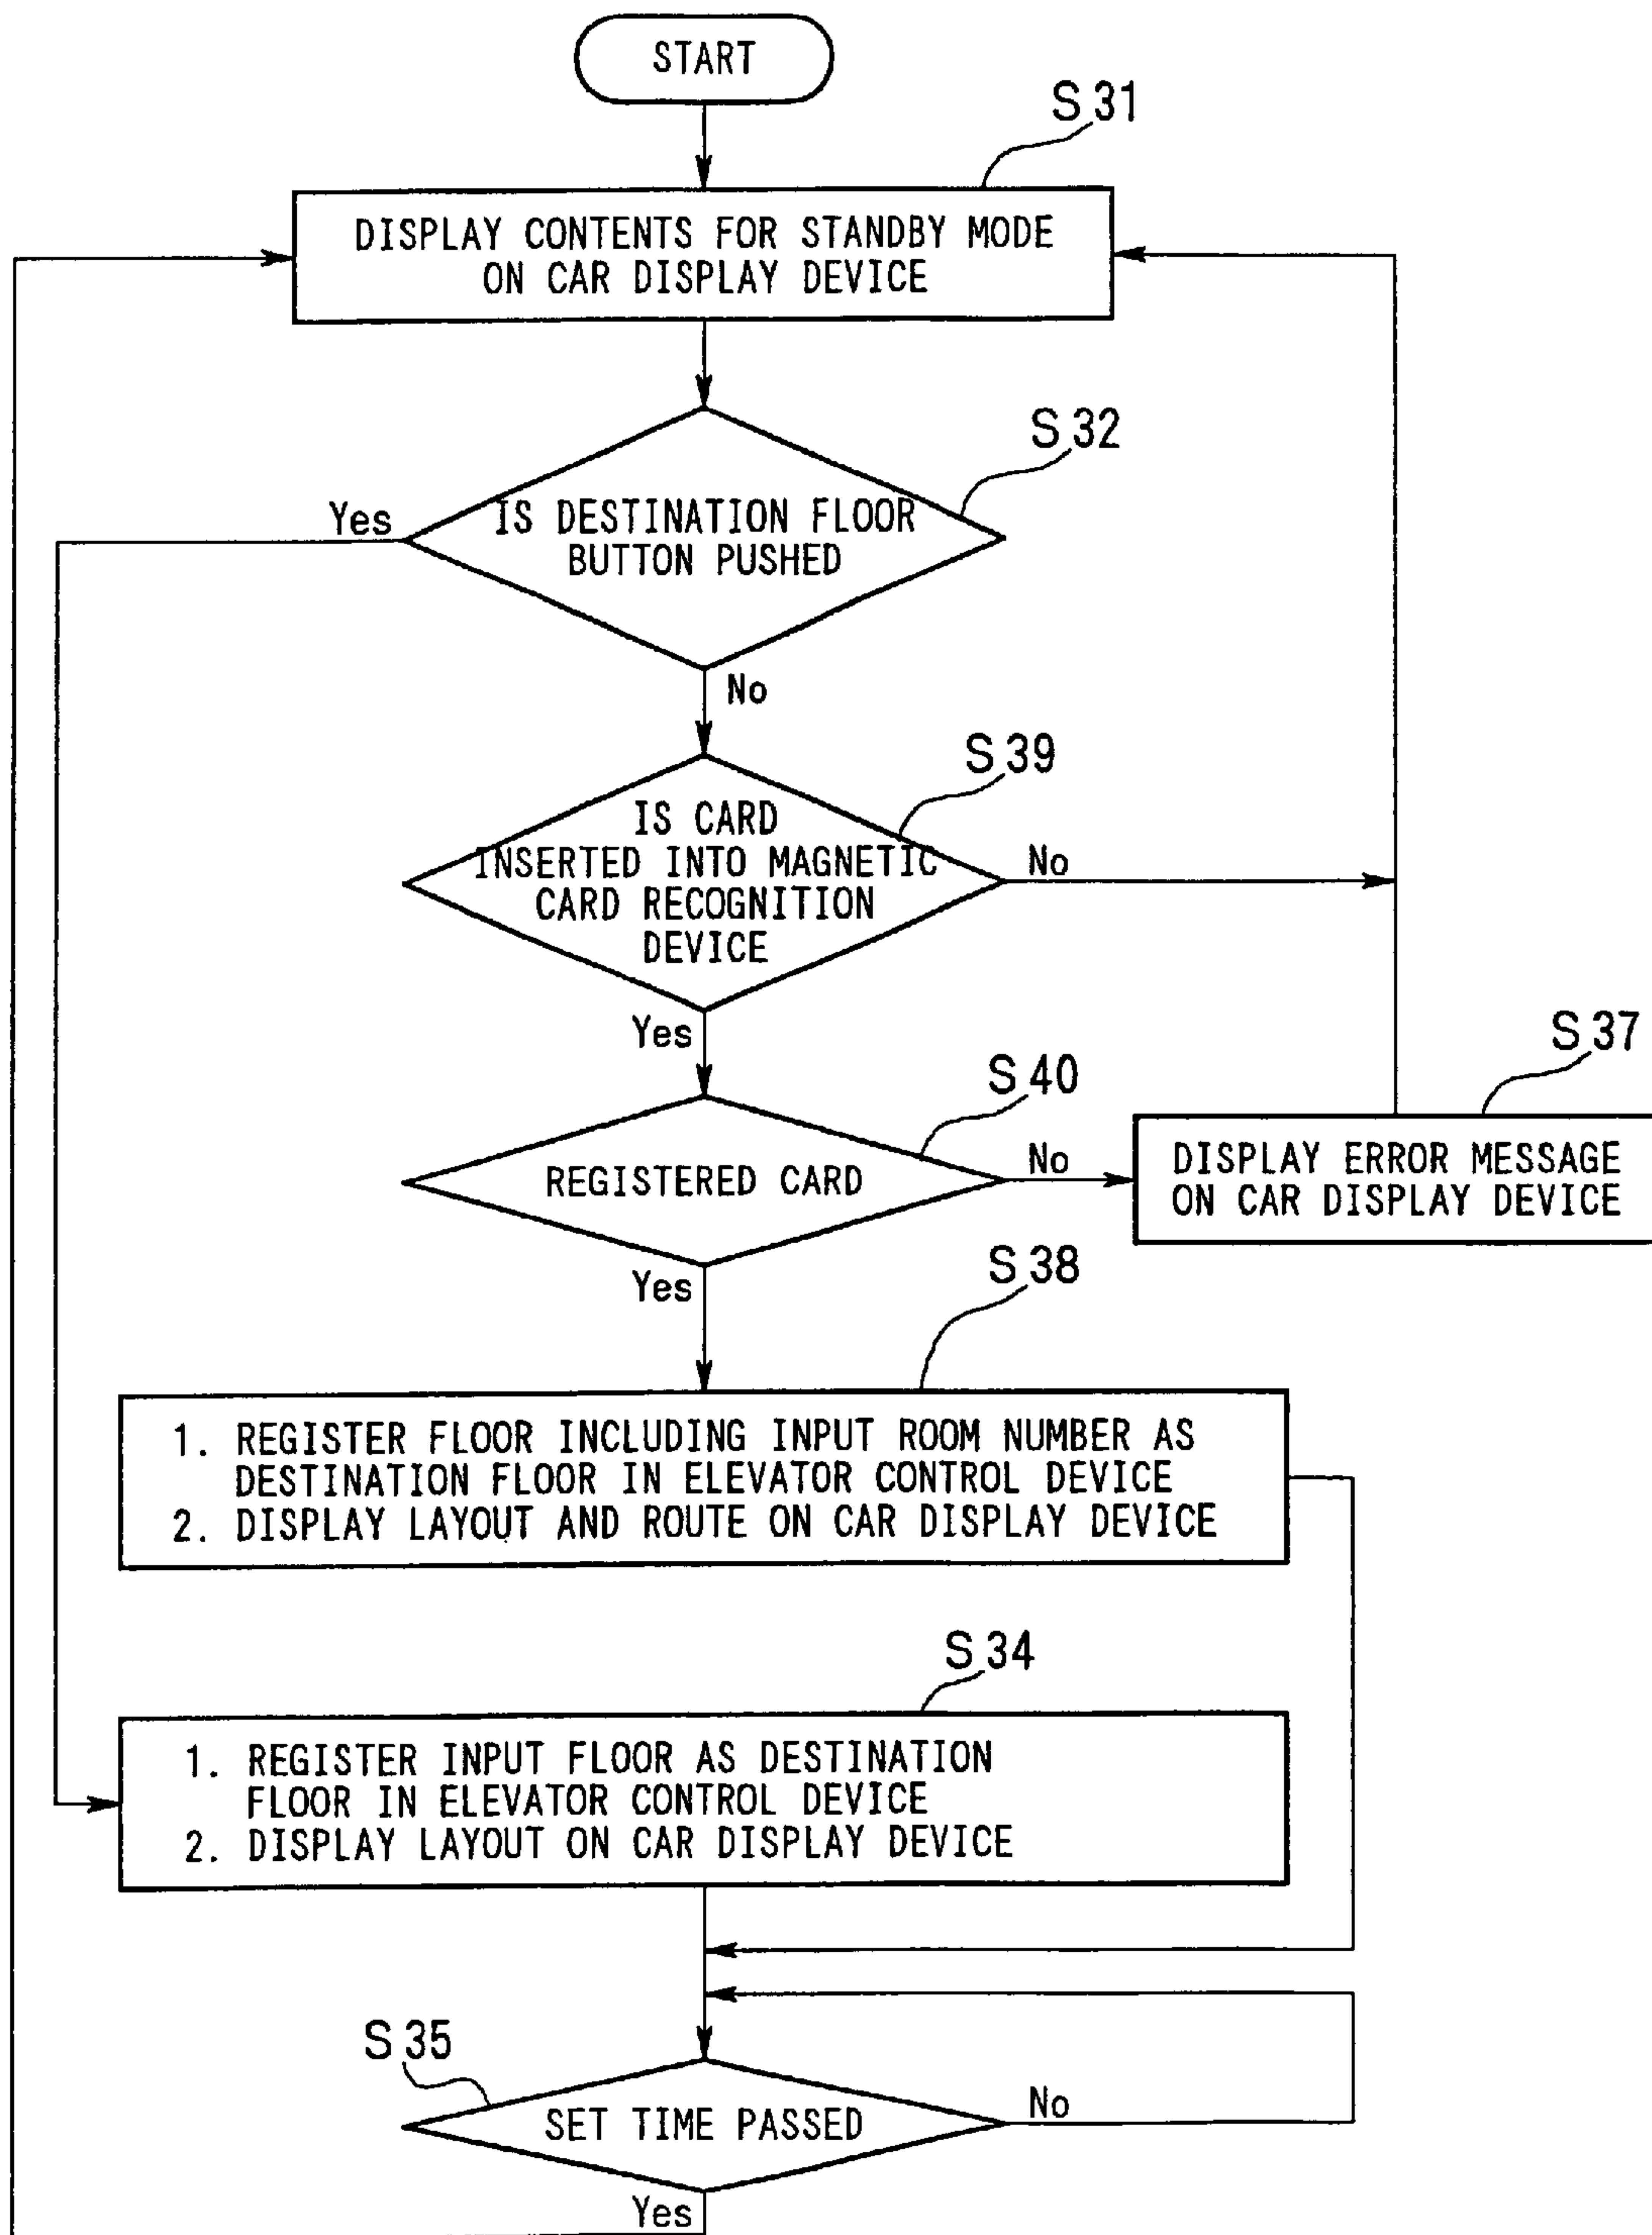 START
S31
DISPLAY CONTENTS FOR STANDBY MODE
ON CAR DISPLAY DEVICE
S32
Yes
IS DESTINATION FLOOR
BUTTON PUSHED
No
S39
IS CARD
INSERTED INTO MAGNETIC
CARD RECOGNITION
DEVICE
No
Yes
S37
S40
REGISTERED CARD
No
DISPLAY ERROR MESSAGE
ON CAR DISPLAY DEVICE
Yes
S38
1. REGISTER FLOOR INCLUDING INPUT ROOM NUMBER AS
DESTINATION FLOOR IN ELEVATOR CONTROL DEVICE
2. DISPLAY LAYOUT AND ROUTE ON CAR DISPLAY DEVICE
S34
1. REGISTER INPUT FLOOR AS DESTINATION
FLOOR IN ELEVATOR CONTROL DEVICE
2. DISPLAY LAYOUT ON CAR DISPLAY DEVICE
S35
SET TIME PASSED
No
Yes